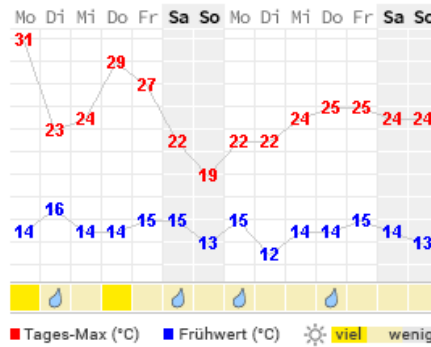 Mo Di Mi Do Fr Sa So Mo Di Mi Do Fr Sa So
31 23 24 29 27 22 19 22 22 24 25 25 24 24
14 16 14 14 15 15 13 15 12 14 14 15 14 13
Tages-Max (°C) Frühwert (°C) viel wenig